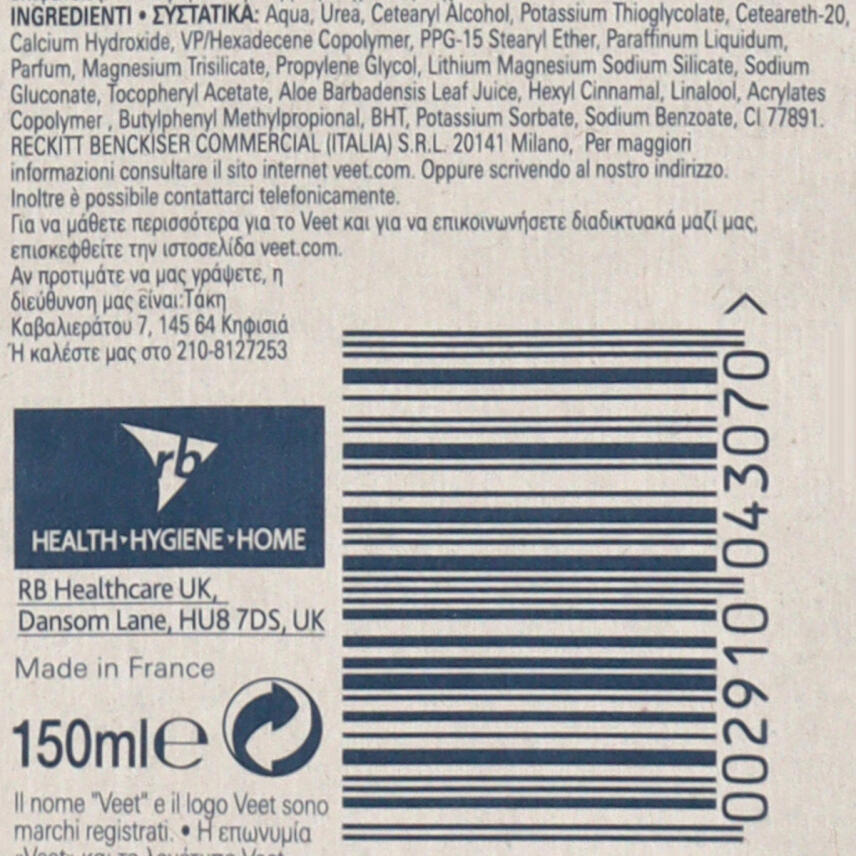 INGREDIENTI • ΣΥΣΤΑΤΙΚΑ: Aqua, Urea, Cetearyl Alcohol, Potassium Thioglycolate, Ceteareth-20,
Calcium Hydroxide, VP/Hexadecene Copolymer, PPG-15 Stearyl Ether, Paraffinum Liquidum,
Parfum, Magnesium Trisilicate, Propylene Glycol, Lithium Magnesium Sodium Silicate, Sodium
Gluconate, Tocopheryl Acetate, Aloe Barbadensis Leaf Juice, Hexyl Cinnamal, Linalool, Acrylates
Copolymer , Butylphenyl Methylpropional, BHT, Potassium Sorbate, Sodium Benzoate, CI 77891.
RECKITT BENCKISER COMMERCIAL (ITALIA) S.R.L. 20141 Milano, Per maggiori
informazioni consultare il sito internet veet.com. Oppure scrivendo al nostro indirizzo.
Inoltre è possibile contattarci telefonicamente.
Για να μάθετε περισσότερα για το Veet και για να επικοινωνήσετε διαδικτυακά μαζί μας,
επισκεφθείτε την ιστοσελίδα veet.com.
Αν προτιμάτε να μας γράψετε, η
διεύθυνση μας είναι:Τάκη
Καβαλιεράτου 7, 145 64 Κηφισιά
Ή καλέστε μας στο 210-8127253
rb
HEALTH HYGIENE HOME
RB Healthcare UK,
Dansom Lane, HU8 7DS, UK
Made in France
150ml℮
Il nome "Veet" e il logo Veet sono
marchi registrati. • Η επωνυμία
«Veet» και το λογότυπο Veet
002910 043070 >